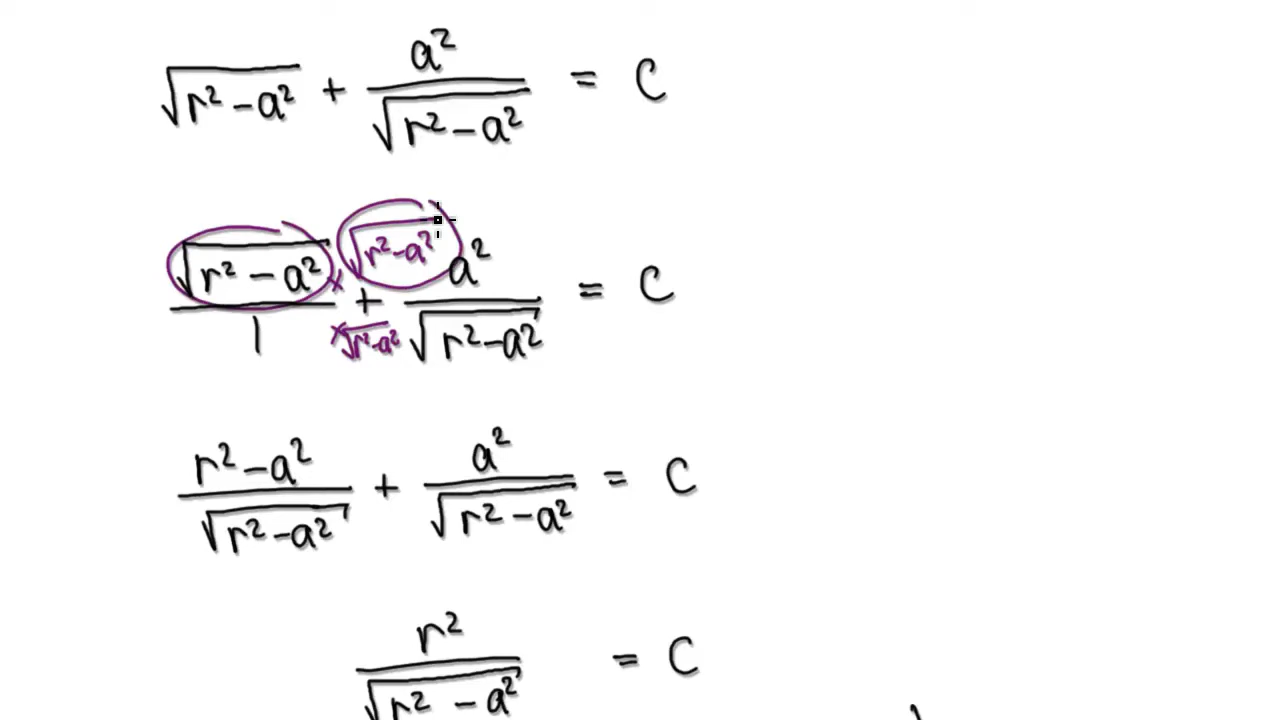 √(r² − a²) + a² / √(r² − a²) = C
√(r² − a²) / 1 × √(r² − a²) / × √(r² − a²) + a² / √(r² − a²) = C
(r² − a²) / √(r² − a²) + a² / √(r² − a²) = C
r² / √(r² − a²) = C